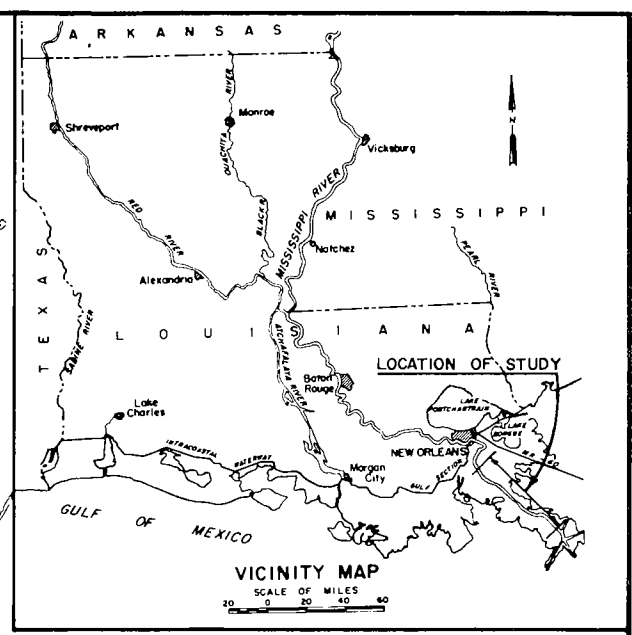 ARKANSAS
Shreveport
Monroe
OUACHITA RIVER
Vicksburg
N
RED RIVER
BLACK R.
MISSISSIPPI RIVER
MISSISSIPPI
Natchez
PEARL RIVER
TEXAS
SABINE RIVER
Alexandria
LOUISIANA
ATCHAFALAYA RIVER
LOCATION OF STUDY
Baton Rouge
LAKE PONTCHARTRAIN
LAKE BORGNE
Lake Charles
NEW ORLEANS
INTRACOASTAL WATERWAY
Morgan City
GULF SECTION
GULF OF MEXICO
VICINITY MAP
SCALE OF MILES
20 0 20 40 60